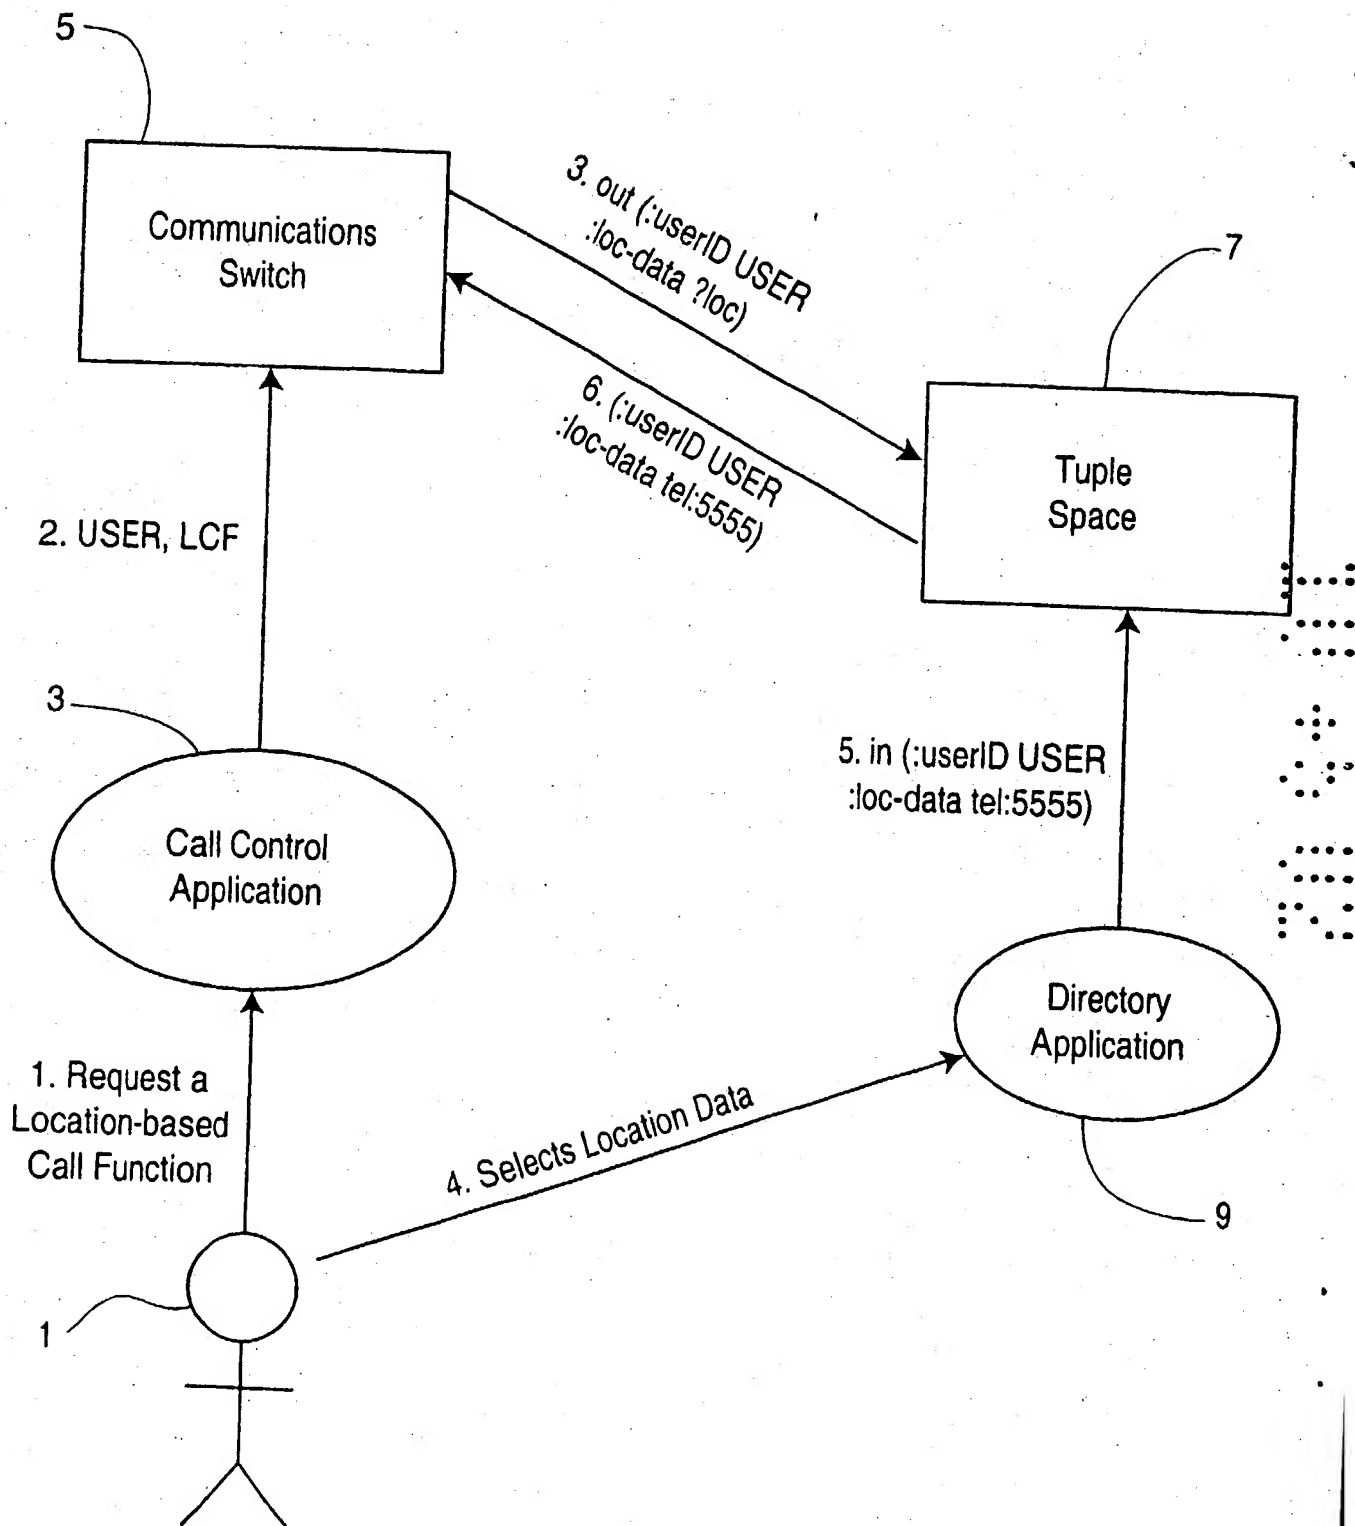 5
Communications
Switch
3. out (:userID USER
:loc-data ?loc)
7
6. (:userID USER
:loc-data tel:5555)
Tuple
Space
2. USER, LCF
3
5. in (:userID USER
:loc-data tel:5555)
Call Control
Application
Directory
Application
1. Request a
Location-based
Call Function
4. Selects Location Data
9
1